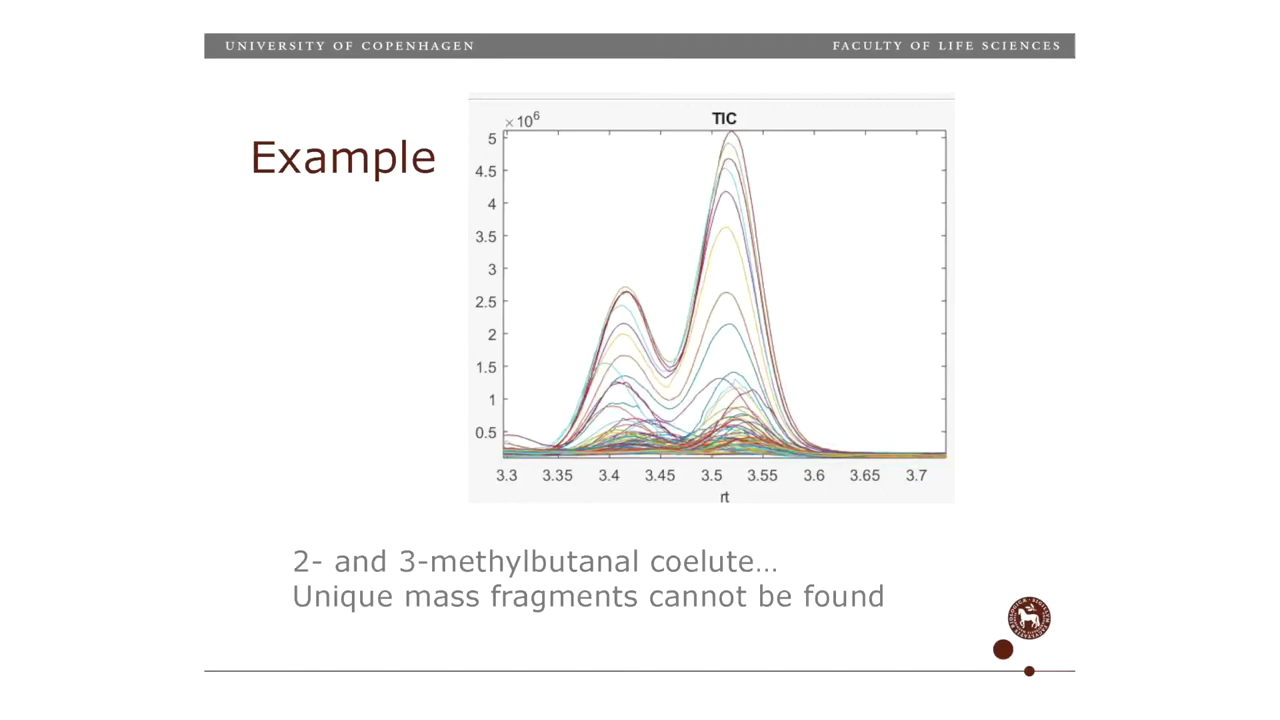 UNIVERSITY OF COPENHAGEN
FACULTY OF LIFE SCIENCES
Example
TIC
×10⁶
5
4.5
4
3.5
3
2.5
2
1.5
1
0.5
3.3 3.35 3.4 3.45 3.5 3.55 3.6 3.65 3.7
rt
2- and 3-methylbutanal coelute…
Unique mass fragments cannot be found